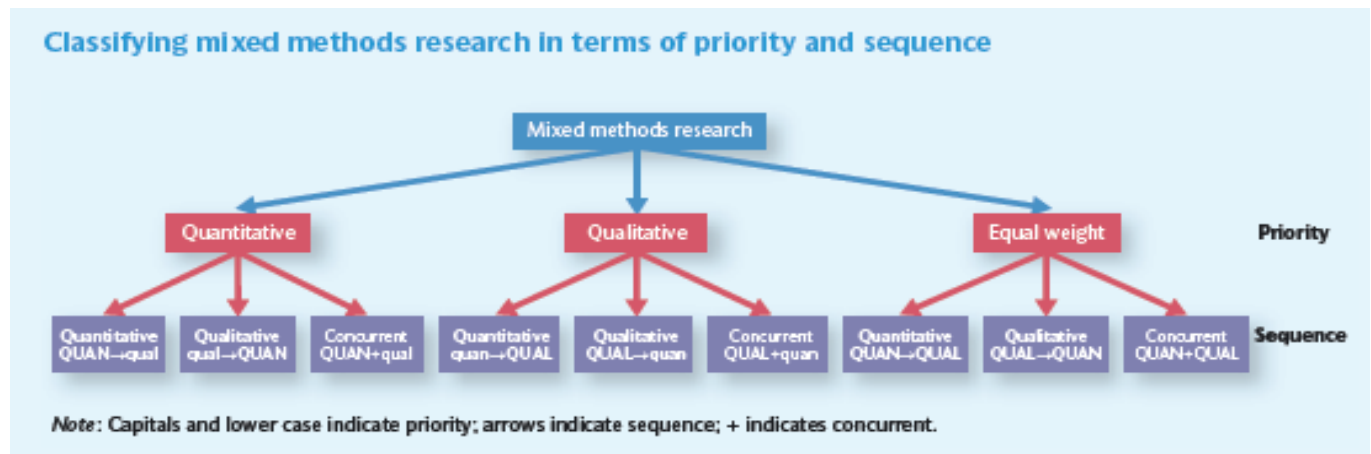 Classifying mixed methods research in terms of priority and sequence
Mixed methods research
Quantitative
Qualitative
Equal weight
Priority
Quantitative
QUAN→qual
Qualitative
qual→QUAN
Concurrent
QUAN+qual
Quantitative
quan→QUAL
Qualitative
QUAL→quan
Concurrent
QUAL+quan
Quantitative
QUAN→QUAL
Qualitative
QUAL→QUAN
Concurrent
QUAN+QUAL
Sequence
Note: Capitals and lower case indicate priority; arrows indicate sequence; + indicates concurrent.